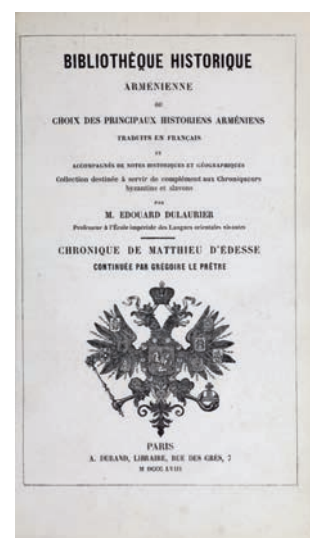 BIBLIOTHÈQUE HISTORIQUE
ARMÉNIENNE
OU
CHOIX DES PRINCIPAUX HISTORIENS ARMÉNIENS
TRADUITS EN FRANÇAIS
ET
ACCOMPAGNÉS DE NOTES HISTORIQUES ET GÉOGRAPHIQUES
Collection destinée à servir de complément aux Chroniqueurs
byzantins et slavons
PAR
M. EDOUARD DULAURIER
Professeur à l'École impériale des Langues orientales vivantes
CHRONIQUE DE MATTHIEU D'ÉDESSE
CONTINUÉE PAR GRÉGOIRE LE PRÊTRE
PARIS
A. DURAND, LIBRAIRE, RUE DES GRÈS, 7
M DCCC LVIII